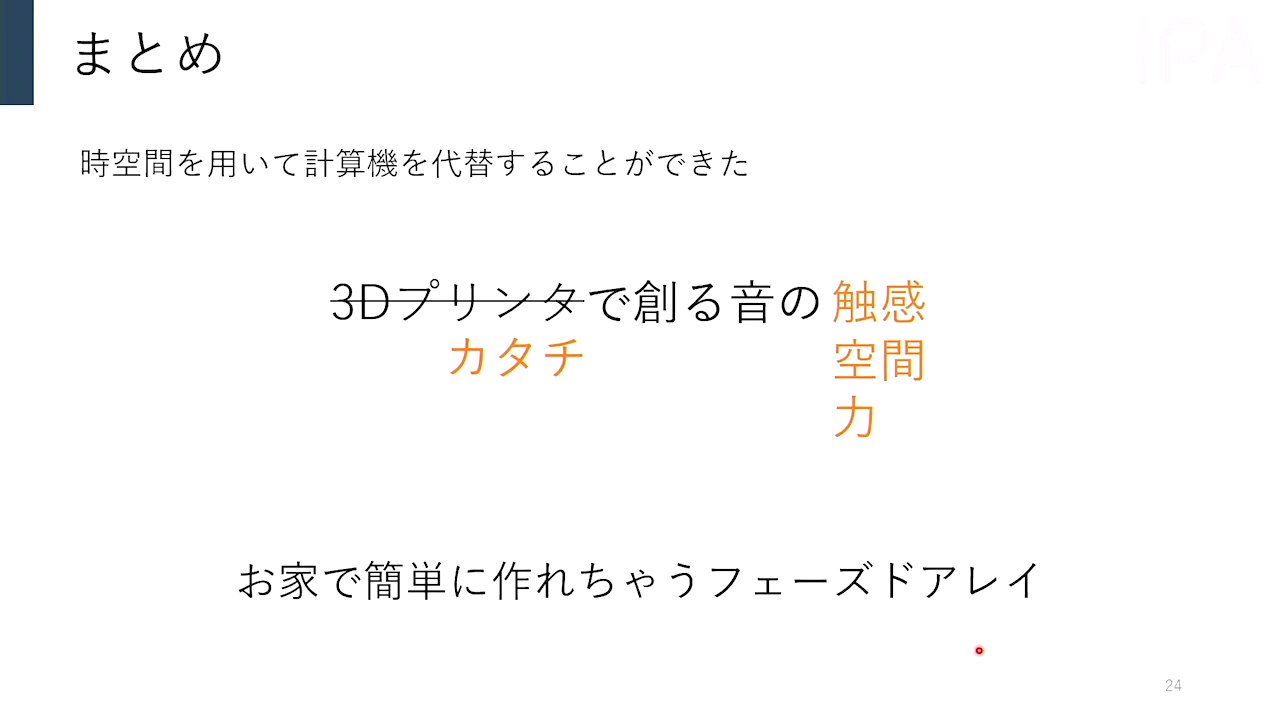 まとめ
IPA
時空間を用いて計算機を代替することができた
3Dプリンタで創る音の触感
カタチ
空間
力
お家で簡単に作れちゃうフェーズドアレイ
24